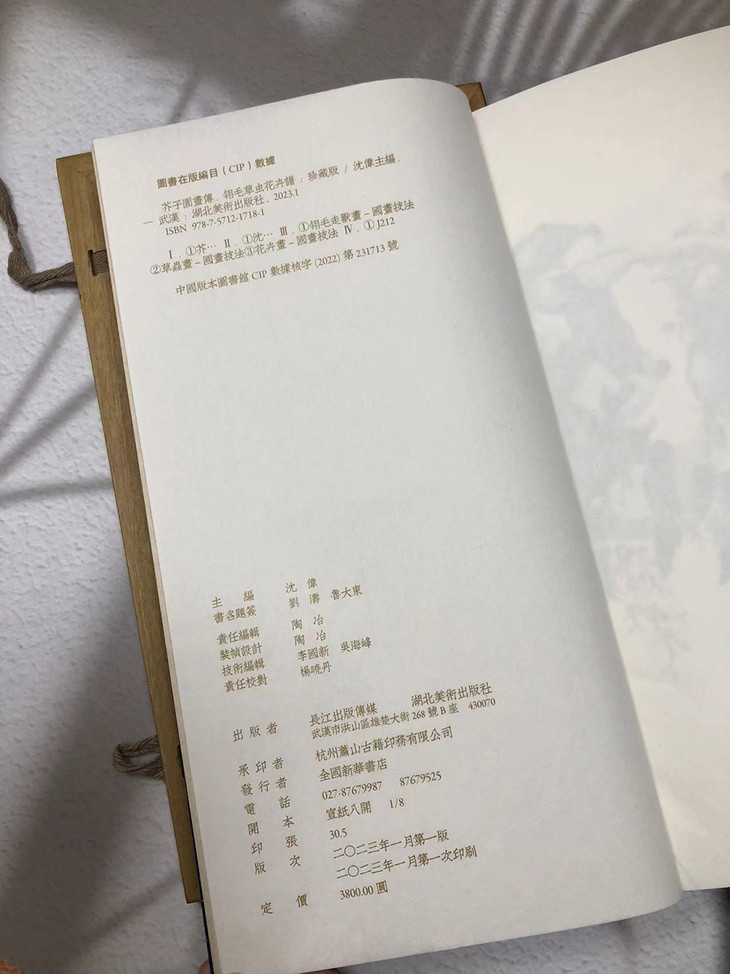 圖書在版編目（CIP）數據
芥子園畫傳．翎毛草虫花卉譜：珍藏版 / 沈偉主編．
— 武漢：湖北美術出版社，2023.1
ISBN 978-7-5712-1718-1
Ⅰ．①芥… Ⅱ．①沈… Ⅲ．①翎毛走獸畫－國畫技法
②草蟲畫－國畫技法③花卉畫－國畫技法 Ⅳ．①J212
中國版本圖書館 CIP 數據核字 (2022) 第 231713 號
主編 沈偉
書名題簽 劉濤 魯大東
責任編輯 陶冶
裝幀設計 陶冶
技術編輯 李國新 吳海峰
責任校對 楊曉丹
出版者 長江出版傳媒 湖北美術出版社
武漢市洪山區雄楚大街 268 號 B 座 430070
承印者 杭州蕭山古籍印務有限公司
發行者 全國新華書店
電話 027-87679987 87679525
開本 宣紙八開 1/8
印張 30.5
版次 二〇二三年一月第一版
二〇二三年一月第一次印刷
定價 3800.00 圓